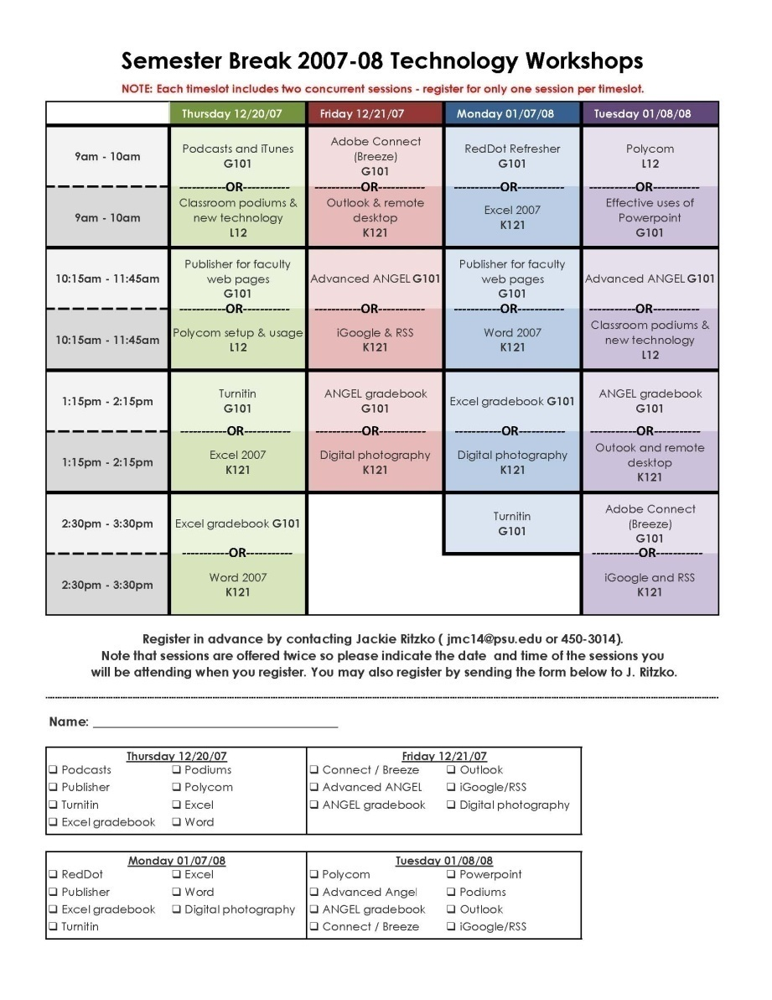 Semester Break 2007-08 Technology Workshops
NOTE: Each timeslot includes two concurrent sessions - register for only one session per timeslot.
Thursday 12/20/07 Friday 12/21/07 Monday 01/07/08 Tuesday 01/08/08
9am - 10am
Podcasts and iTunes
G101
Adobe Connect
(Breeze)
G101
RedDot Refresher
G101
Polycom
L12
-----------OR----------- -----------OR----------- -----------OR----------- -----------OR-----------
9am - 10am
Classroom podiums &
new technology
L12
Outlook & remote
desktop
K121
Excel 2007
K121
Effective uses of
Powerpoint
G101
10:15am - 11:45am
Publisher for faculty
web pages
G101
Advanced ANGEL G101
Publisher for faculty
web pages
G101
Advanced ANGEL G101
-----------OR----------- -----------OR----------- -----------OR----------- -----------OR-----------
10:15am - 11:45am
Polycom setup & usage
L12
iGoogle & RSS
K121
Word 2007
K121
Classroom podiums &
new technology
L12
1:15pm - 2:15pm
Turnitin
G101
ANGEL gradebook
G101
Excel gradebook G101
ANGEL gradebook
G101
-----------OR----------- -----------OR----------- -----------OR----------- -----------OR-----------
1:15pm - 2:15pm
Excel 2007
K121
Digital photography
K121
Digital photography
K121
Outook and remote
desktop
K121
2:30pm - 3:30pm
Excel gradebook G101
Turnitin
G101
Adobe Connect
(Breeze)
G101
-----------OR----------- -----------OR-----------
2:30pm - 3:30pm
Word 2007
K121
iGoogle and RSS
K121
Register in advance by contacting Jackie Ritzko ( jmc14@psu.edu or 450-3014).
Note that sessions are offered twice so please indicate the date and time of the sessions you
will be attending when you register. You may also register by sending the form below to J. Ritzko.
Name: ____________________________________
Thursday 12/20/07
❑ Podcasts ❑ Podiums
❑ Publisher ❑ Polycom
❑ Turnitin ❑ Excel
❑ Excel gradebook ❑ Word
Friday 12/21/07
❑ Connect / Breeze ❑ Outlook
❑ Advanced ANGEL ❑ iGoogle/RSS
❑ ANGEL gradebook ❑ Digital photography
Monday 01/07/08
❑ RedDot ❑ Excel
❑ Publisher ❑ Word
❑ Excel gradebook ❑ Digital photography
❑ Turnitin
Tuesday 01/08/08
❑ Polycom ❑ Powerpoint
❑ Advanced Angel ❑ Podiums
❑ ANGEL gradebook ❑ Outlook
❑ Connect / Breeze ❑ iGoogle/RSS